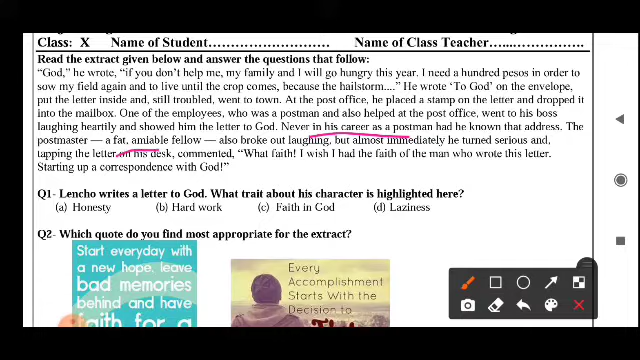 Class:  X     Name of Student…………………………     Name of Class Teacher…...…………….
Read the extract given below and answer the questions that follow:
“God,” he wrote, “if you don’t help me, my family and I will go hungry this year. I need a hundred pesos in order to
sow my field again and to live until the crop comes, because the hailstorm....” He wrote ‘To God’ on the envelope,
put the letter inside and, still troubled, went to town. At the post office, he placed a stamp on the letter and dropped it
into the mailbox. One of the employees, who was a postman and also helped at the post office, went to his boss
laughing heartily and showed him the letter to God. Never in his career as a postman had he known that address. The
postmaster — a fat, amiable fellow — also broke out laughing, but almost immediately he turned serious and,
tapping the letter on his desk, commented, “What faith! I wish I had the faith of the man who wrote this letter.
Starting up a correspondence with God!”
Q1- Lencho writes a letter to God. What trait about his character is highlighted here?
(a) Honesty     (b) Hard work     (c) Faith in God     (d) Laziness
Q2- Which quote do you find most appropriate for the extract?
Start everyday with
a new hope, leave
bad memories
behind and have
faith for a
Every
Accomplishment
Starts With the
Decision to